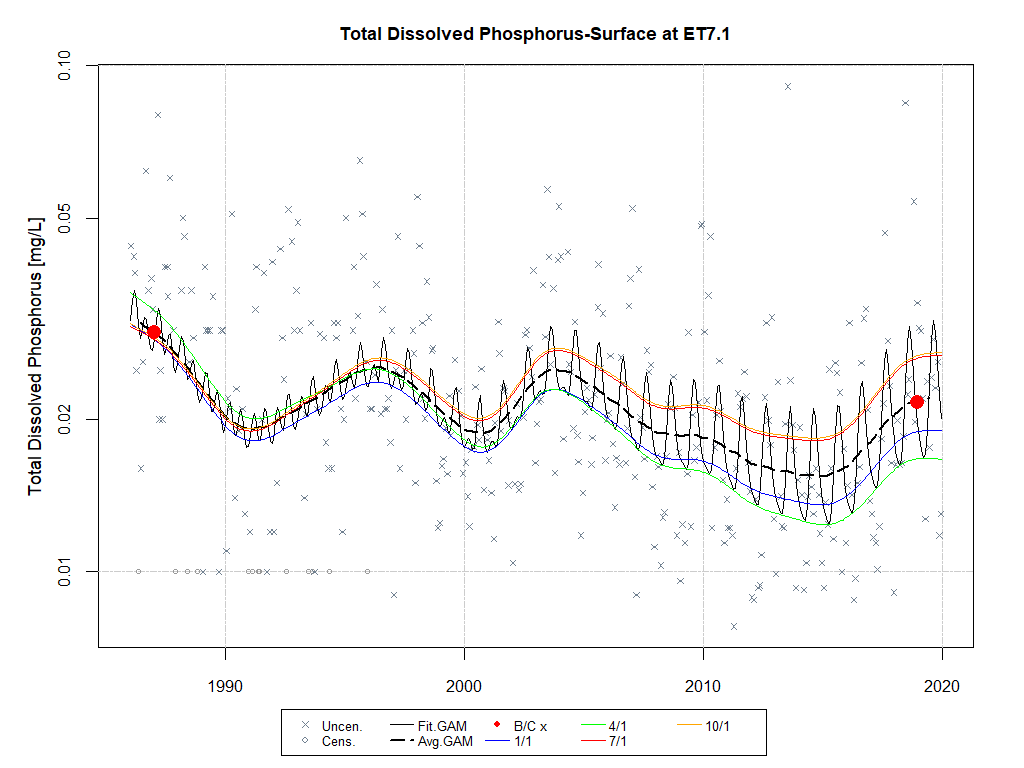 Total Dissolved Phosphorus-Surface at ET7.1
Total Dissolved Phosphorus [mg/L]
0.10
0.05
0.02
0.01
1990 2000 2010 2020
Uncen. Fit.GAM B/C x 4/1 10/1
Cens. Avg.GAM 1/1 7/1